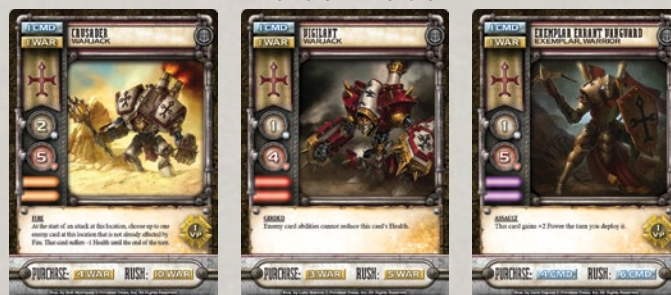 1 CMD
1 WAR
CRUSADER
WARJACK
2
5
FIRE
At the start of an attack at this location, choose up to one
enemy card at this location that is not already affected by
Fire. That card suffers -1 Health until the end of the turn.
PURCHASE: 4 WAR RUSH: 10 WAR
1 CMD
1 WAR
VIGILANT
WARJACK
1
4
GUARDED
Enemy card abilities cannot reduce this card's Health.
PURCHASE: 3 WAR RUSH: 5 WAR
1 CMD
1 WAR
EXEMPLAR ERRANT VANGUARD
EXEMPLAR, WARRIOR
1
5
ASSAULT
This card gains +2 Power the turn you deploy it.
PURCHASE: 4 CMD RUSH: 6 CMD